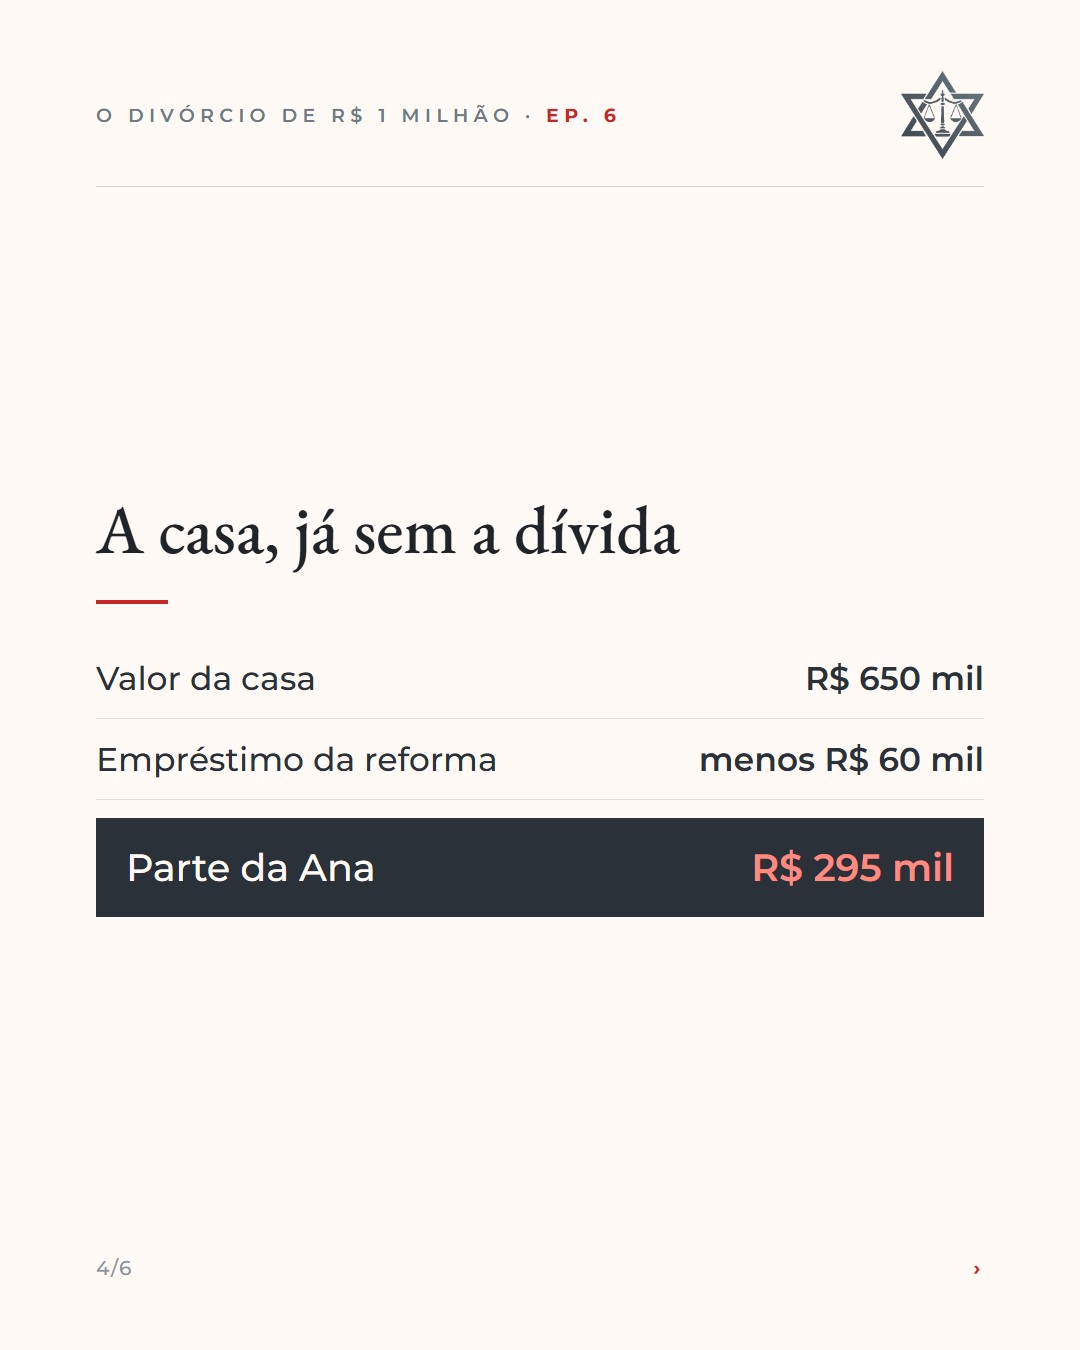 O DIVÓRCIO DE R$ 1 MILHÃO · EP. 6
A casa, já sem a dívida
Valor da casa R$ 650 mil
Empréstimo da reforma menos R$ 60 mil
Parte da Ana R$ 295 mil
4/6 ›